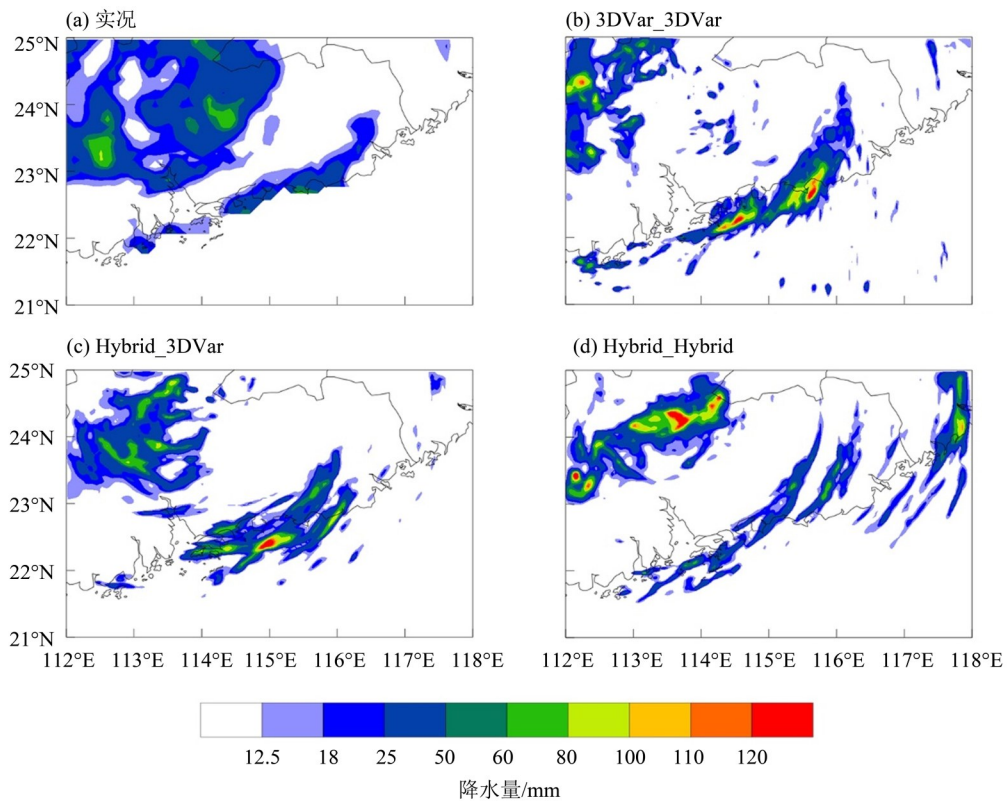 (a) 实况
(b) 3DVar_3DVar
25°N
24°N
23°N
22°N
21°N
(c) Hybrid_3DVar
(d) Hybrid_Hybrid
25°N
24°N
23°N
22°N
21°N
112°E 113°E 114°E 115°E 116°E 117°E 118°E
112°E 113°E 114°E 115°E 116°E 117°E 118°E
12.5 18 25 50 60 80 100 110 120
降水量/mm